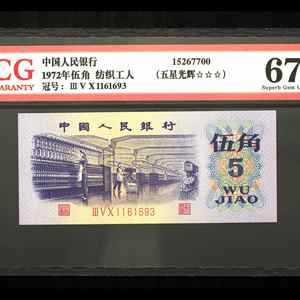 CG
ARANTY
中国人民银行
1972年伍角 纺织工人
冠号：ⅢⅤⅩ1161693
15267700
（五星光辉☆☆☆）
67
Superb Gem U
中国人民银行
伍角
5
WU
JIAO
ⅢⅤⅩ1161693